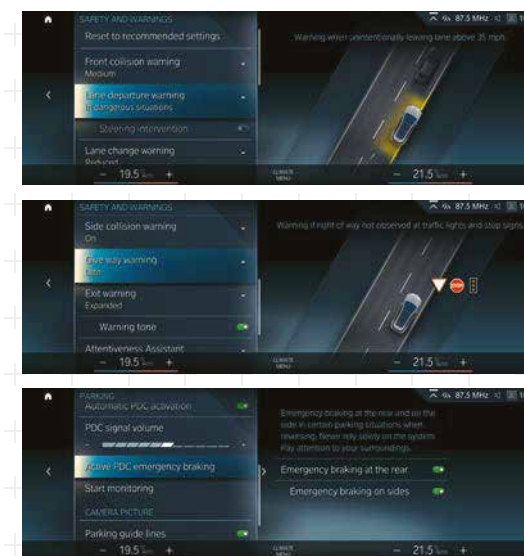 SAFETY AND WARNINGS
87.5 MHz
Reset to recommended settings
Warning when unintentionally leaving lane above 35 mph.
Front collision warning
Medium
Lane departure warning
In dangerous situations
Steering intervention
Lane change warning
Reduced
- 19.5 +
CLIMATE
MENU
- 21.5 +
SAFETY AND WARNINGS
87.5 MHz
Side collision warning
On
Warning if right of way not observed at traffic lights and stop signs.
Give way warning
Exit warning
Expanded
STOP
Warning tone
Attentiveness Assistant
- 19.5 +
CLIMATE
MENU
- 21.5 +
PARKING
87.5 MHz
Automatic PDC activation
PDC signal volume
- +
Emergency braking at the rear and on the
side in certain parking situations when
reversing. Never rely solely on the system.
Pay attention to your surroundings.
Active PDC emergency braking
Emergency braking at the rear
Start monitoring
Emergency braking on sides
CAMERA PICTURE
Parking guide lines
- 19.5 +
CLIMATE
MENU
- 21.5 +